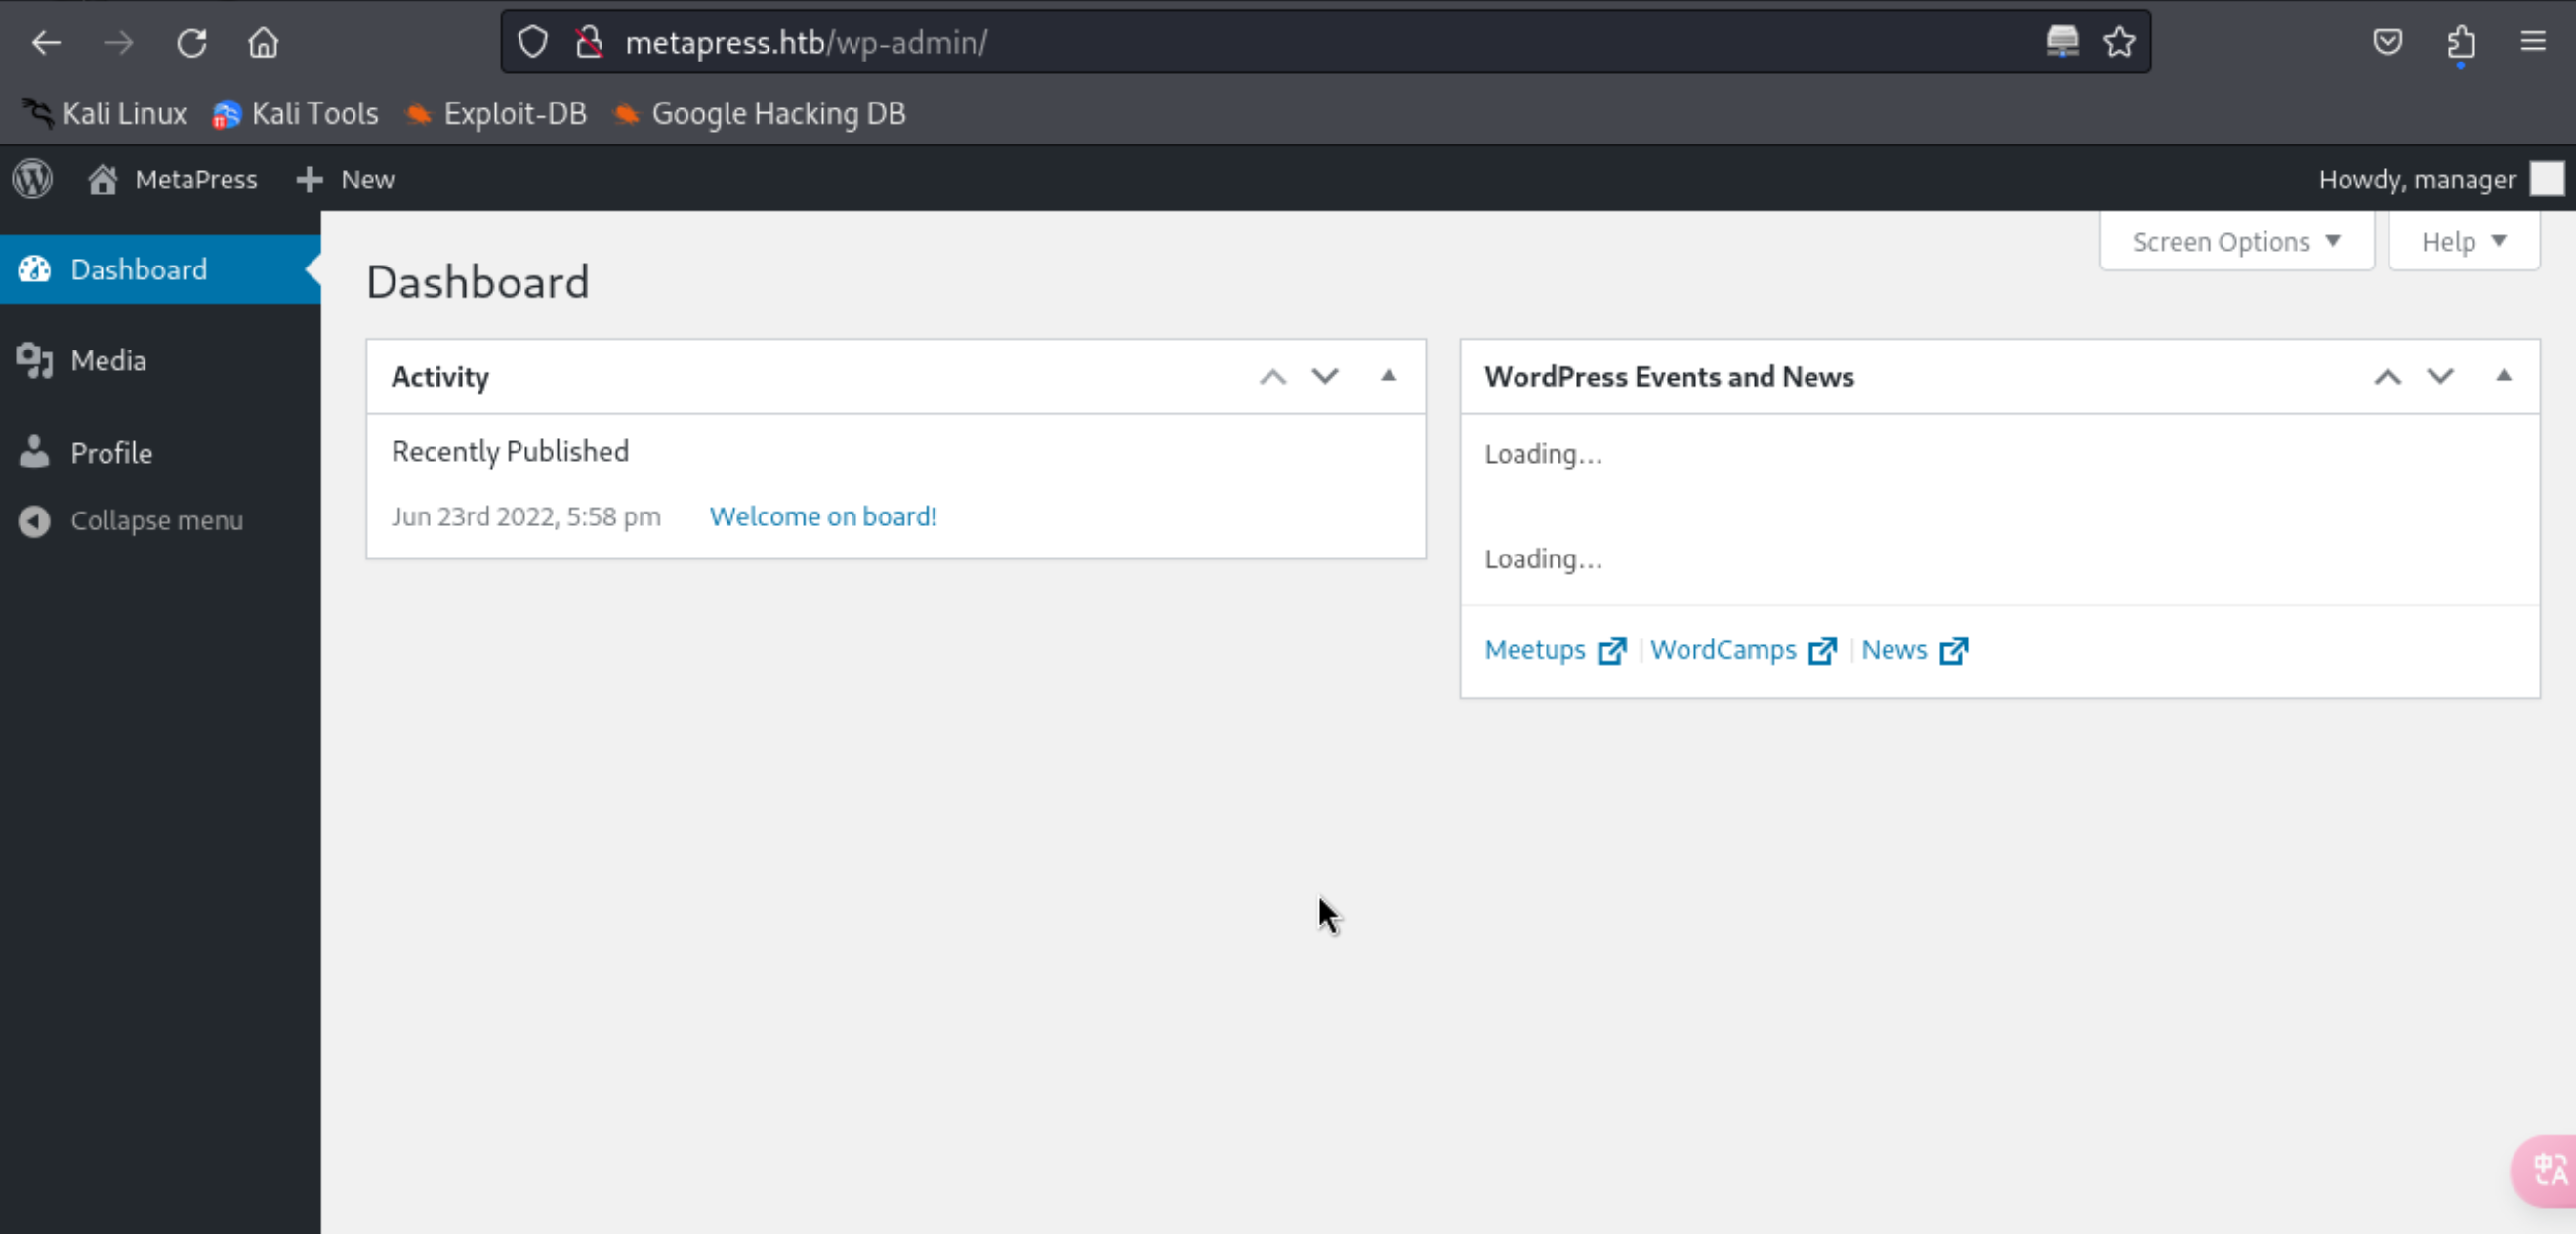 metapress.htb/wp-admin/
Kali Linux Kali Tools Exploit-DB Google Hacking DB
MetaPress New Howdy, manager
Screen Options Help
Dashboard
Media
Profile
Collapse menu
Dashboard
Activity
Recently Published
Jun 23rd 2022, 5:58 pm Welcome on board!
WordPress Events and News
Loading...
Loading...
Meetups | WordCamps | News
中A